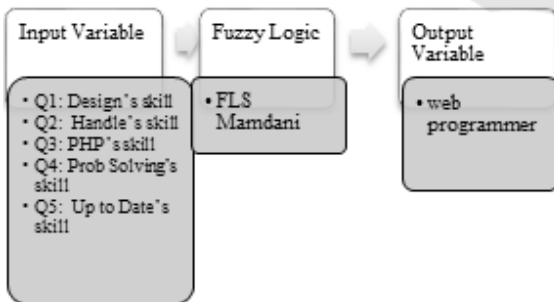 Input Variable
• Q1: Design's skill
• Q2: Handle's skill
• Q3: PHP's skill
• Q4: Prob Solving's
skill
• Q5: Up to Date's
skill
Fuzzy Logic
• FLS
Mamdani
Output
Variable
• web
programmer